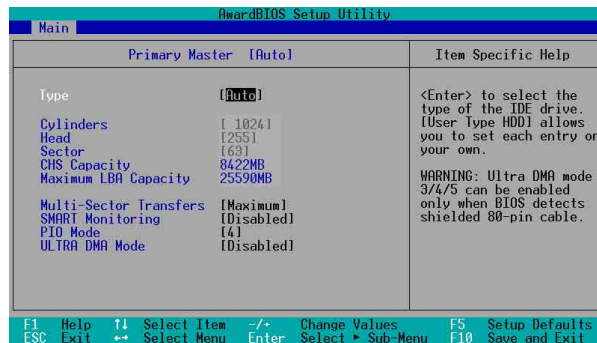 AwardBIOS Setup Utility
Main
Primary Master [Auto]
Item Specific Help
Type [Auto]
Cylinders [ 1024]
Head [255]
Sector [63]
CHS Capacity 8422MB
Maximum LBA Capacity 25590MB
Multi-Sector Transfers [Maximum]
SMART Monitoring [Disabled]
PIO Mode [4]
ULTRA DMA Mode [Disabled]
<Enter> to select the
type of the IDE drive.
[User Type HDD] allows
you to set each entry on
your own.
WARNING: Ultra DMA mode
3/4/5 can be enabled
only when BIOS detects
shielded 80-pin cable.
F1 Help ↑↓ Select Item -/+ Change Values F5 Setup Defaults
ESC Exit ←→ Select Menu Enter Select ► Sub-Menu F10 Save and Exit